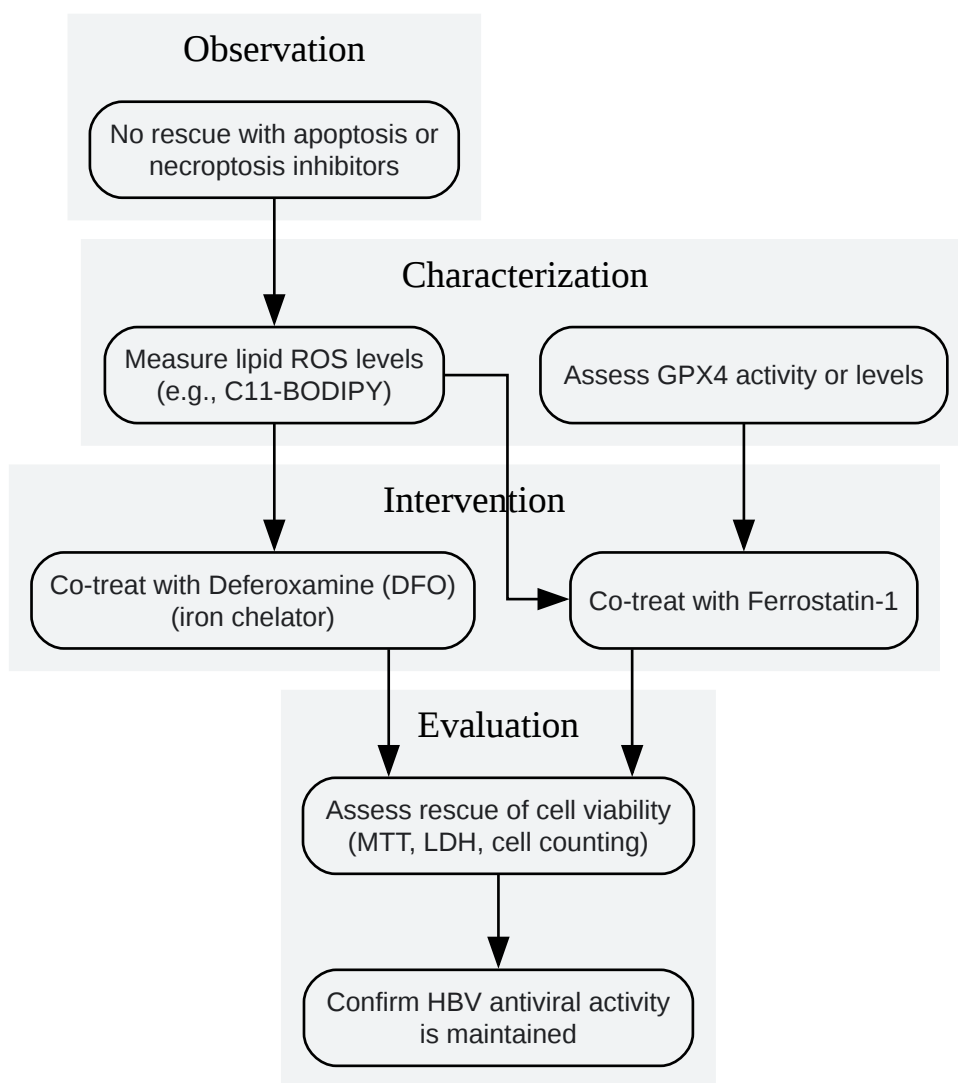 Observation
No rescue with apoptosis or
necroptosis inhibitors
Characterization
Measure lipid ROS levels
(e.g., C11-BODIPY)
Assess GPX4 activity or levels
Intervention
Co-treat with Deferoxamine (DFO)
(iron chelator)
Co-treat with Ferrostatin-1
Evaluation
Assess rescue of cell viability
(MTT, LDH, cell counting)
Confirm HBV antiviral activity
is maintained